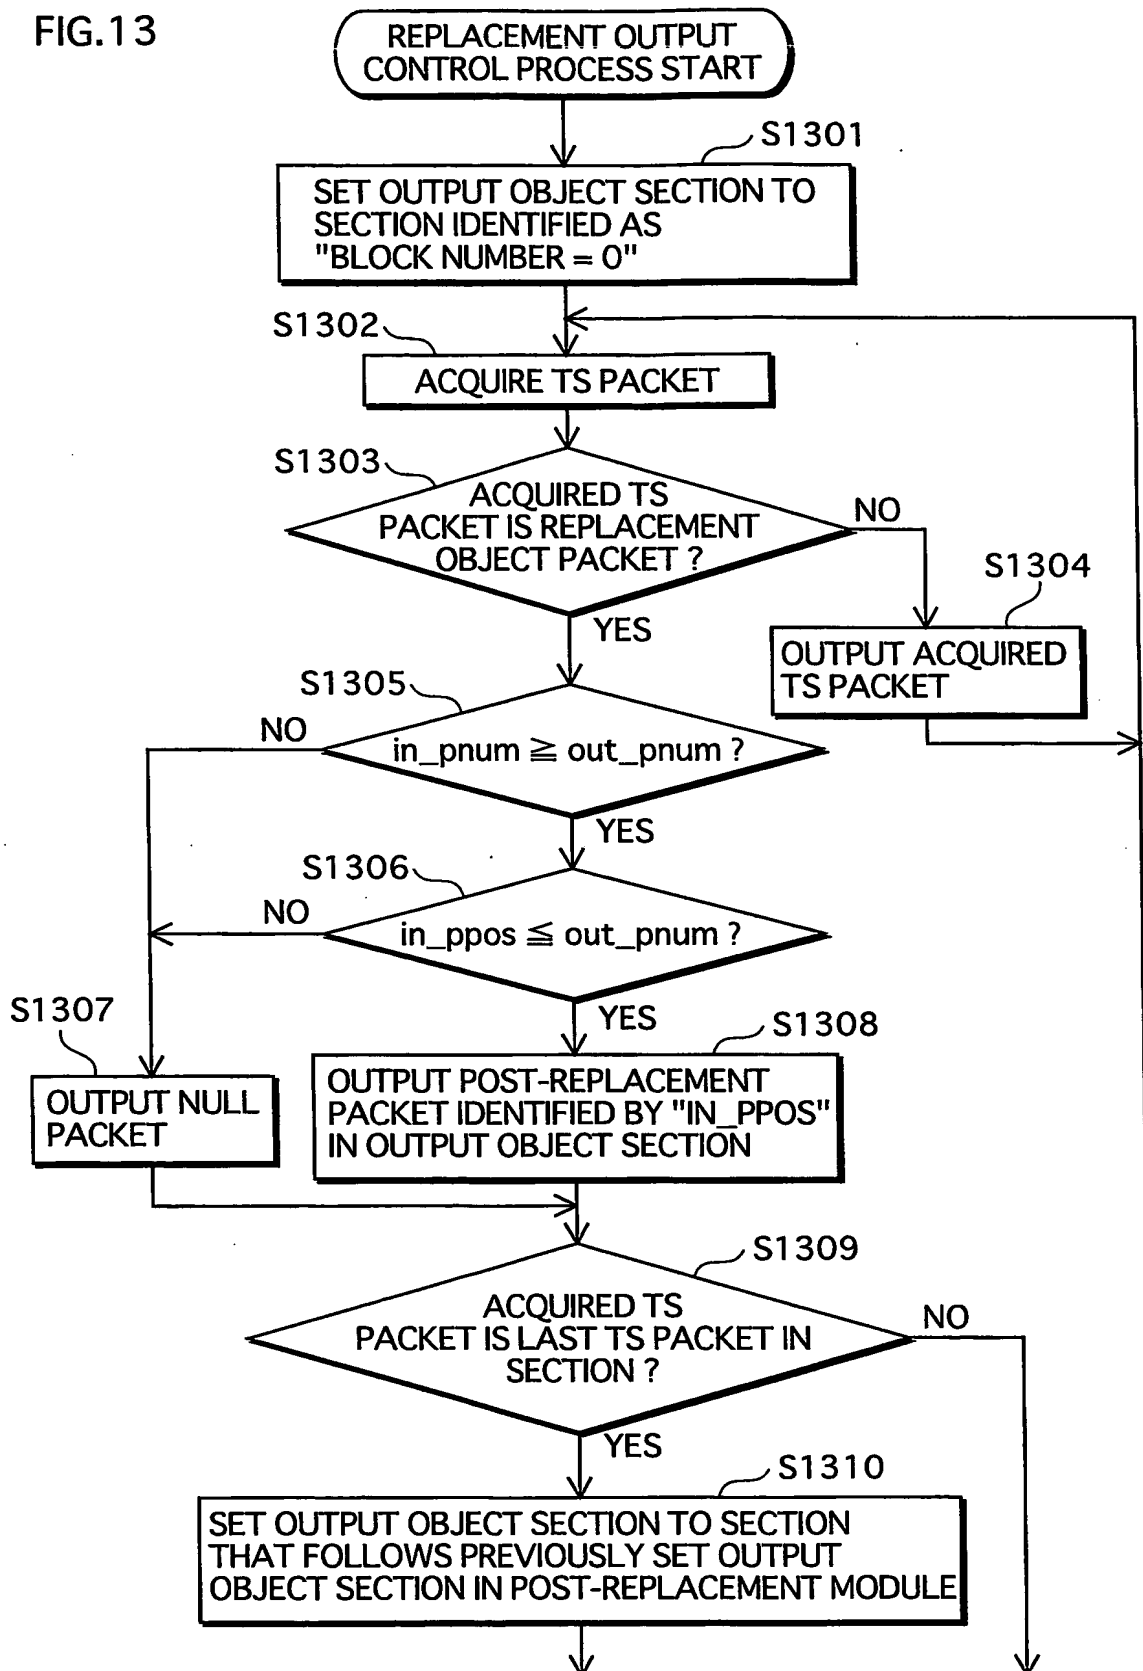 FIG.13
REPLACEMENT OUTPUT
CONTROL PROCESS START
S1301
SET OUTPUT OBJECT SECTION TO
SECTION IDENTIFIED AS
"BLOCK NUMBER = 0"
S1302
ACQUIRE TS PACKET
S1303
ACQUIRED TS
PACKET IS REPLACEMENT
OBJECT PACKET ?
NO
YES
S1304
OUTPUT ACQUIRED
TS PACKET
S1305
in_pnum ≧ out_pnum ?
NO
YES
S1306
in_ppos ≦ out_pnum ?
NO
YES
S1307
OUTPUT NULL
PACKET
S1308
OUTPUT POST-REPLACEMENT
PACKET IDENTIFIED BY "IN_PPOS"
IN OUTPUT OBJECT SECTION
S1309
ACQUIRED TS
PACKET IS LAST TS PACKET IN
SECTION ?
NO
YES
S1310
SET OUTPUT OBJECT SECTION TO SECTION
THAT FOLLOWS PREVIOUSLY SET OUTPUT
OBJECT SECTION IN POST-REPLACEMENT MODULE